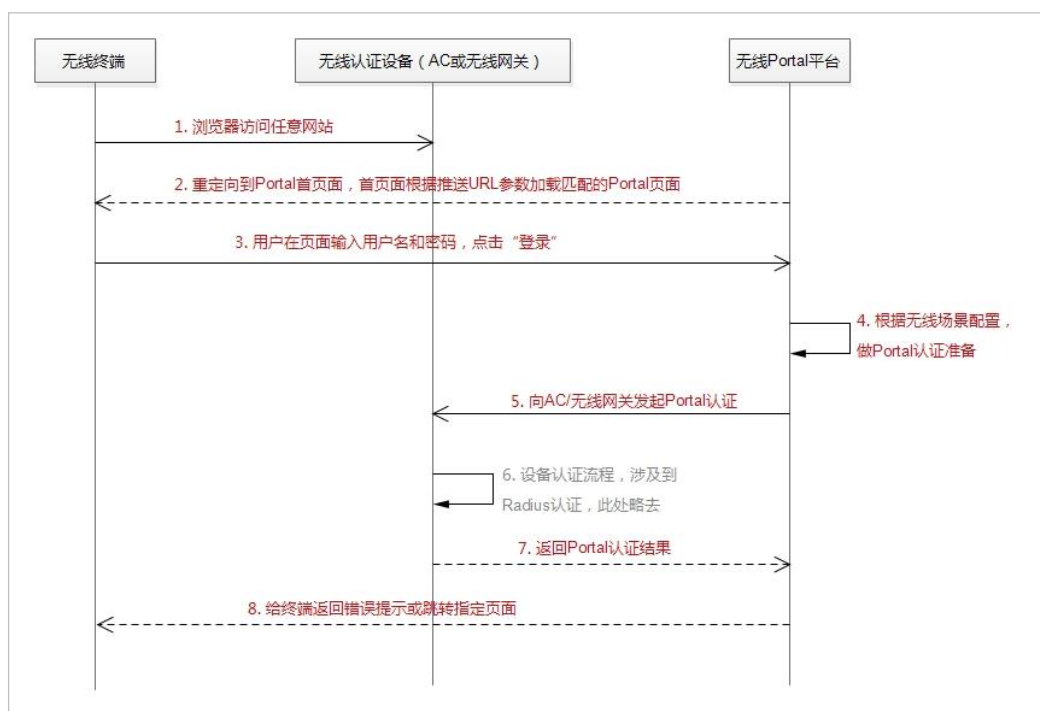 无线终端
无线认证设备（AC或无线网关）
无线Portal平台
1. 浏览器访问任意网站
2. 重定向到Portal首页面，首页面根据推送URL参数加载匹配的Portal页面
3. 用户在页面输入用户名和密码，点击“登录”
4. 根据无线场景配置，
做Portal认证准备
5. 向AC/无线网关发起Portal认证
6. 设备认证流程，涉及到
Radius认证，此处略去
7. 返回Portal认证结果
8. 给终端返回错误提示或跳转指定页面